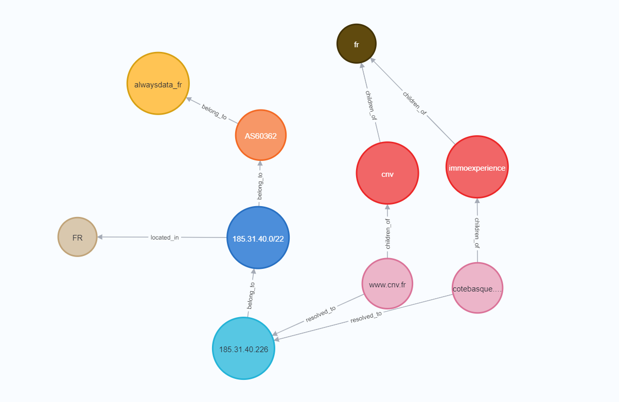 fr
alwaysdata_fr
belong_to
children_of
children_of
AS60362
belong_to
cnv
immoexperience
FR
located_in
185.31.40.0/22
children_of
children_of
belong_to
www.cnv.fr
cotebasque....
resolved_to
resolved_to
185.31.40.226